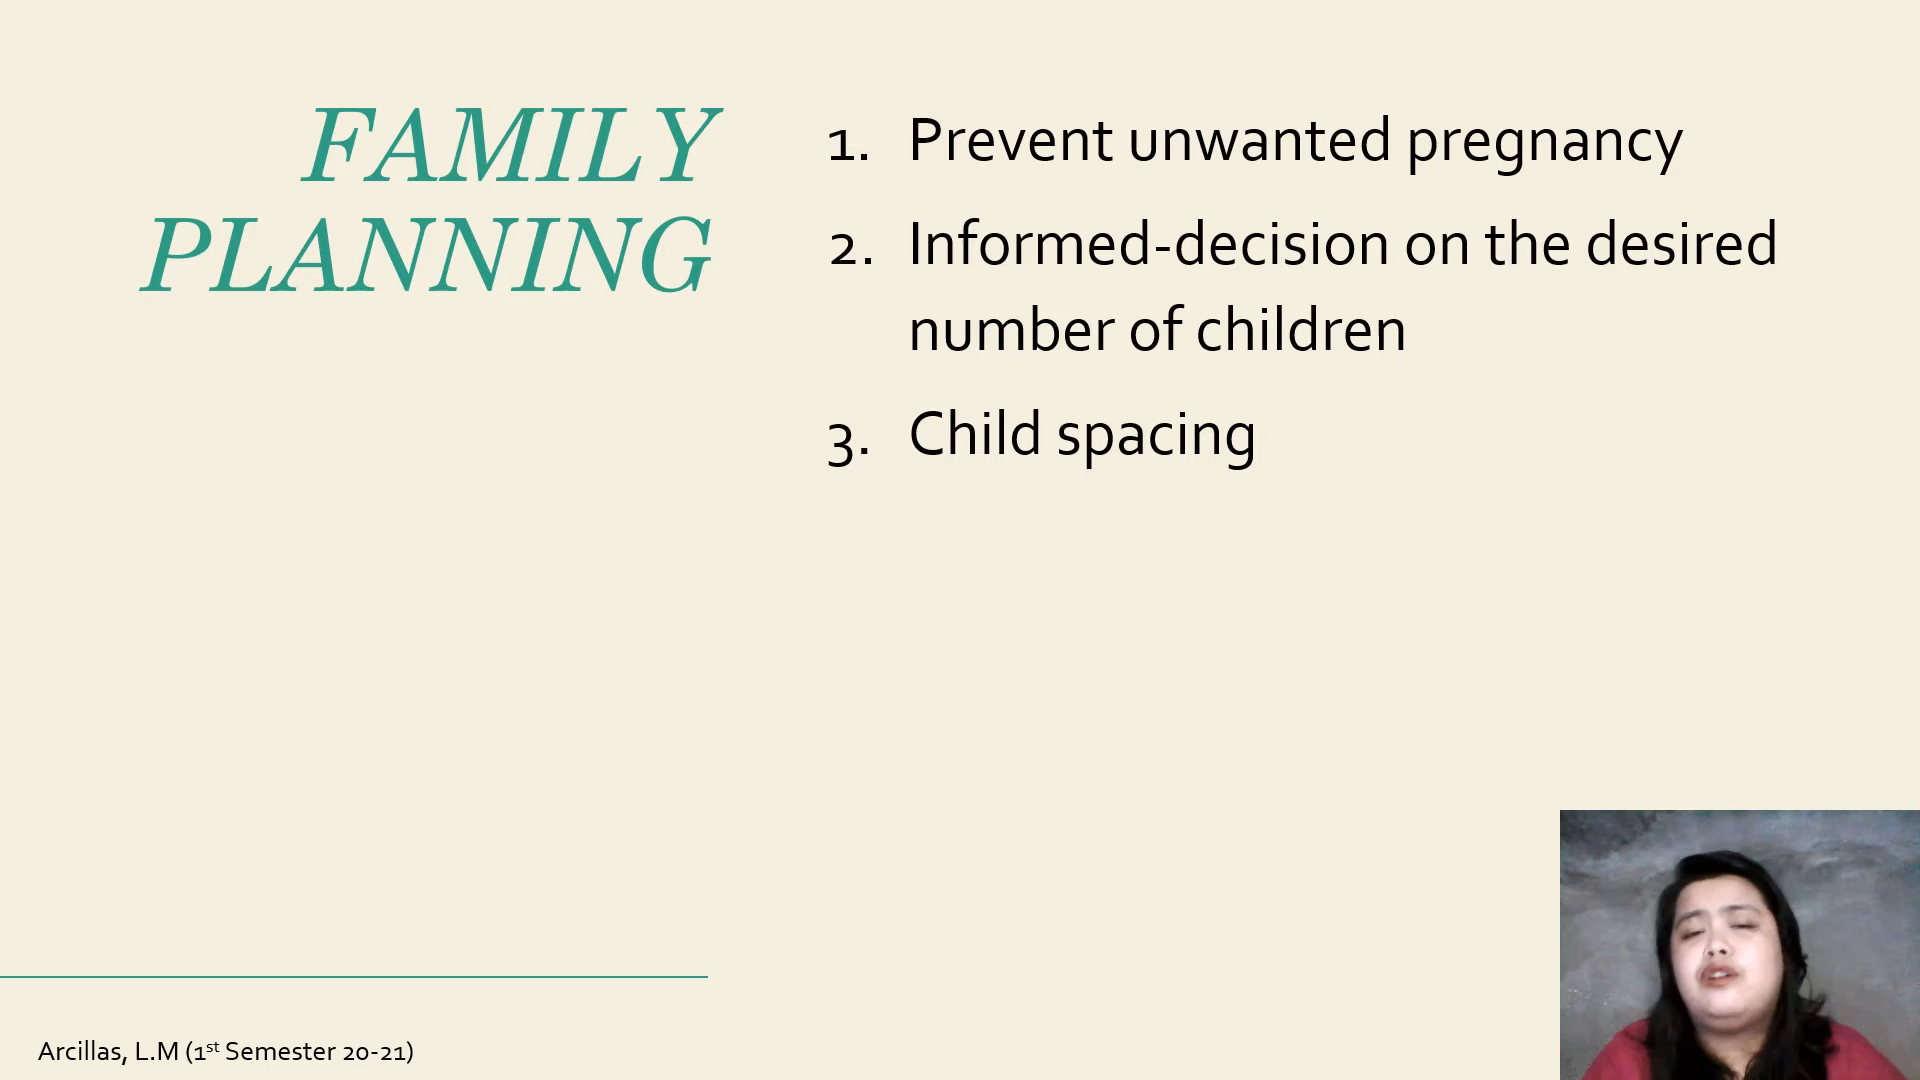 FAMILY
PLANNING
1. Prevent unwanted pregnancy
2. Informed-decision on the desired
number of children
3. Child spacing
Arcillas, L.M (1st Semester 20-21)